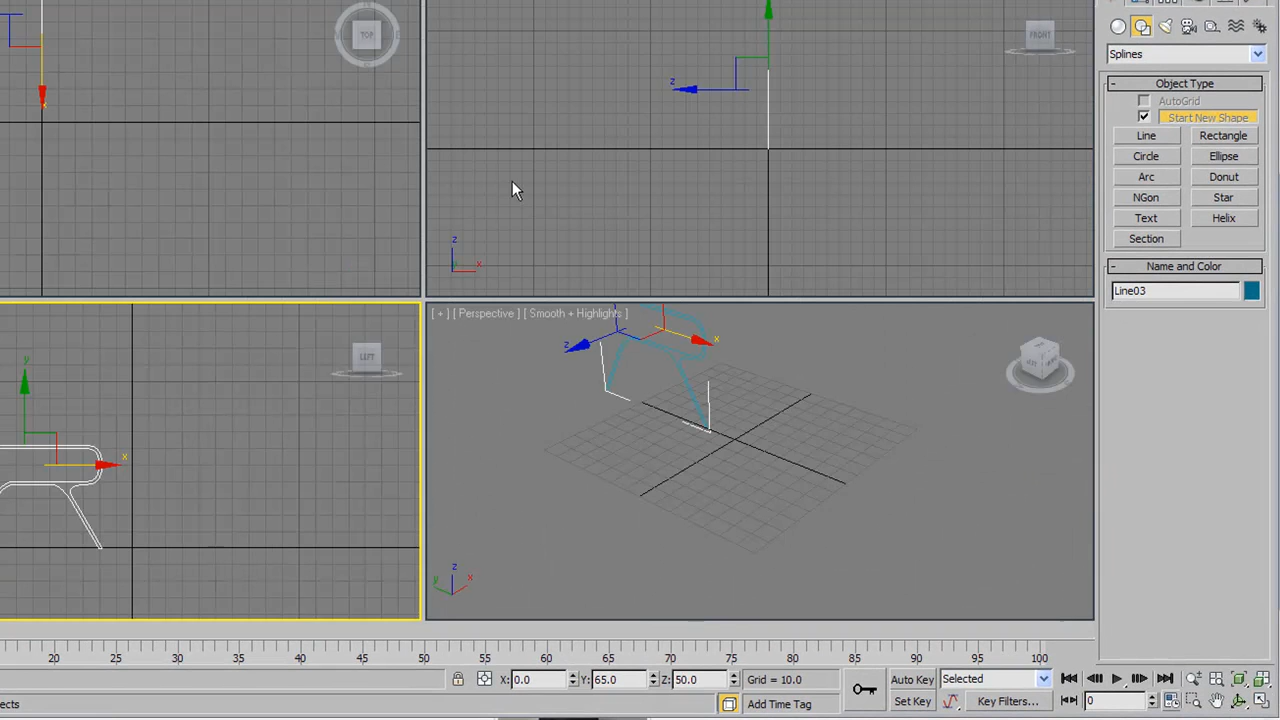 TOP
FRONT
Splines
- Object Type
AutoGrid
Start New Shape
Line Rectangle
Circle Ellipse
Arc Donut
NGon Star
Text Helix
Section
- Name and Color
Line03
x
z
z
x
LEFT
y
x
[ + ] [ Perspective ] [ Smooth + Highlights ]
z
x
z
y x
20 25 30 35 40 45 50 55 60 65 70 75 80 85 90 95 100
X: 0.0 Y: 65.0 Z: 50.0 Grid = 10.0 Auto Key Selected
ects Add Time Tag Set Key Key Filters... 0